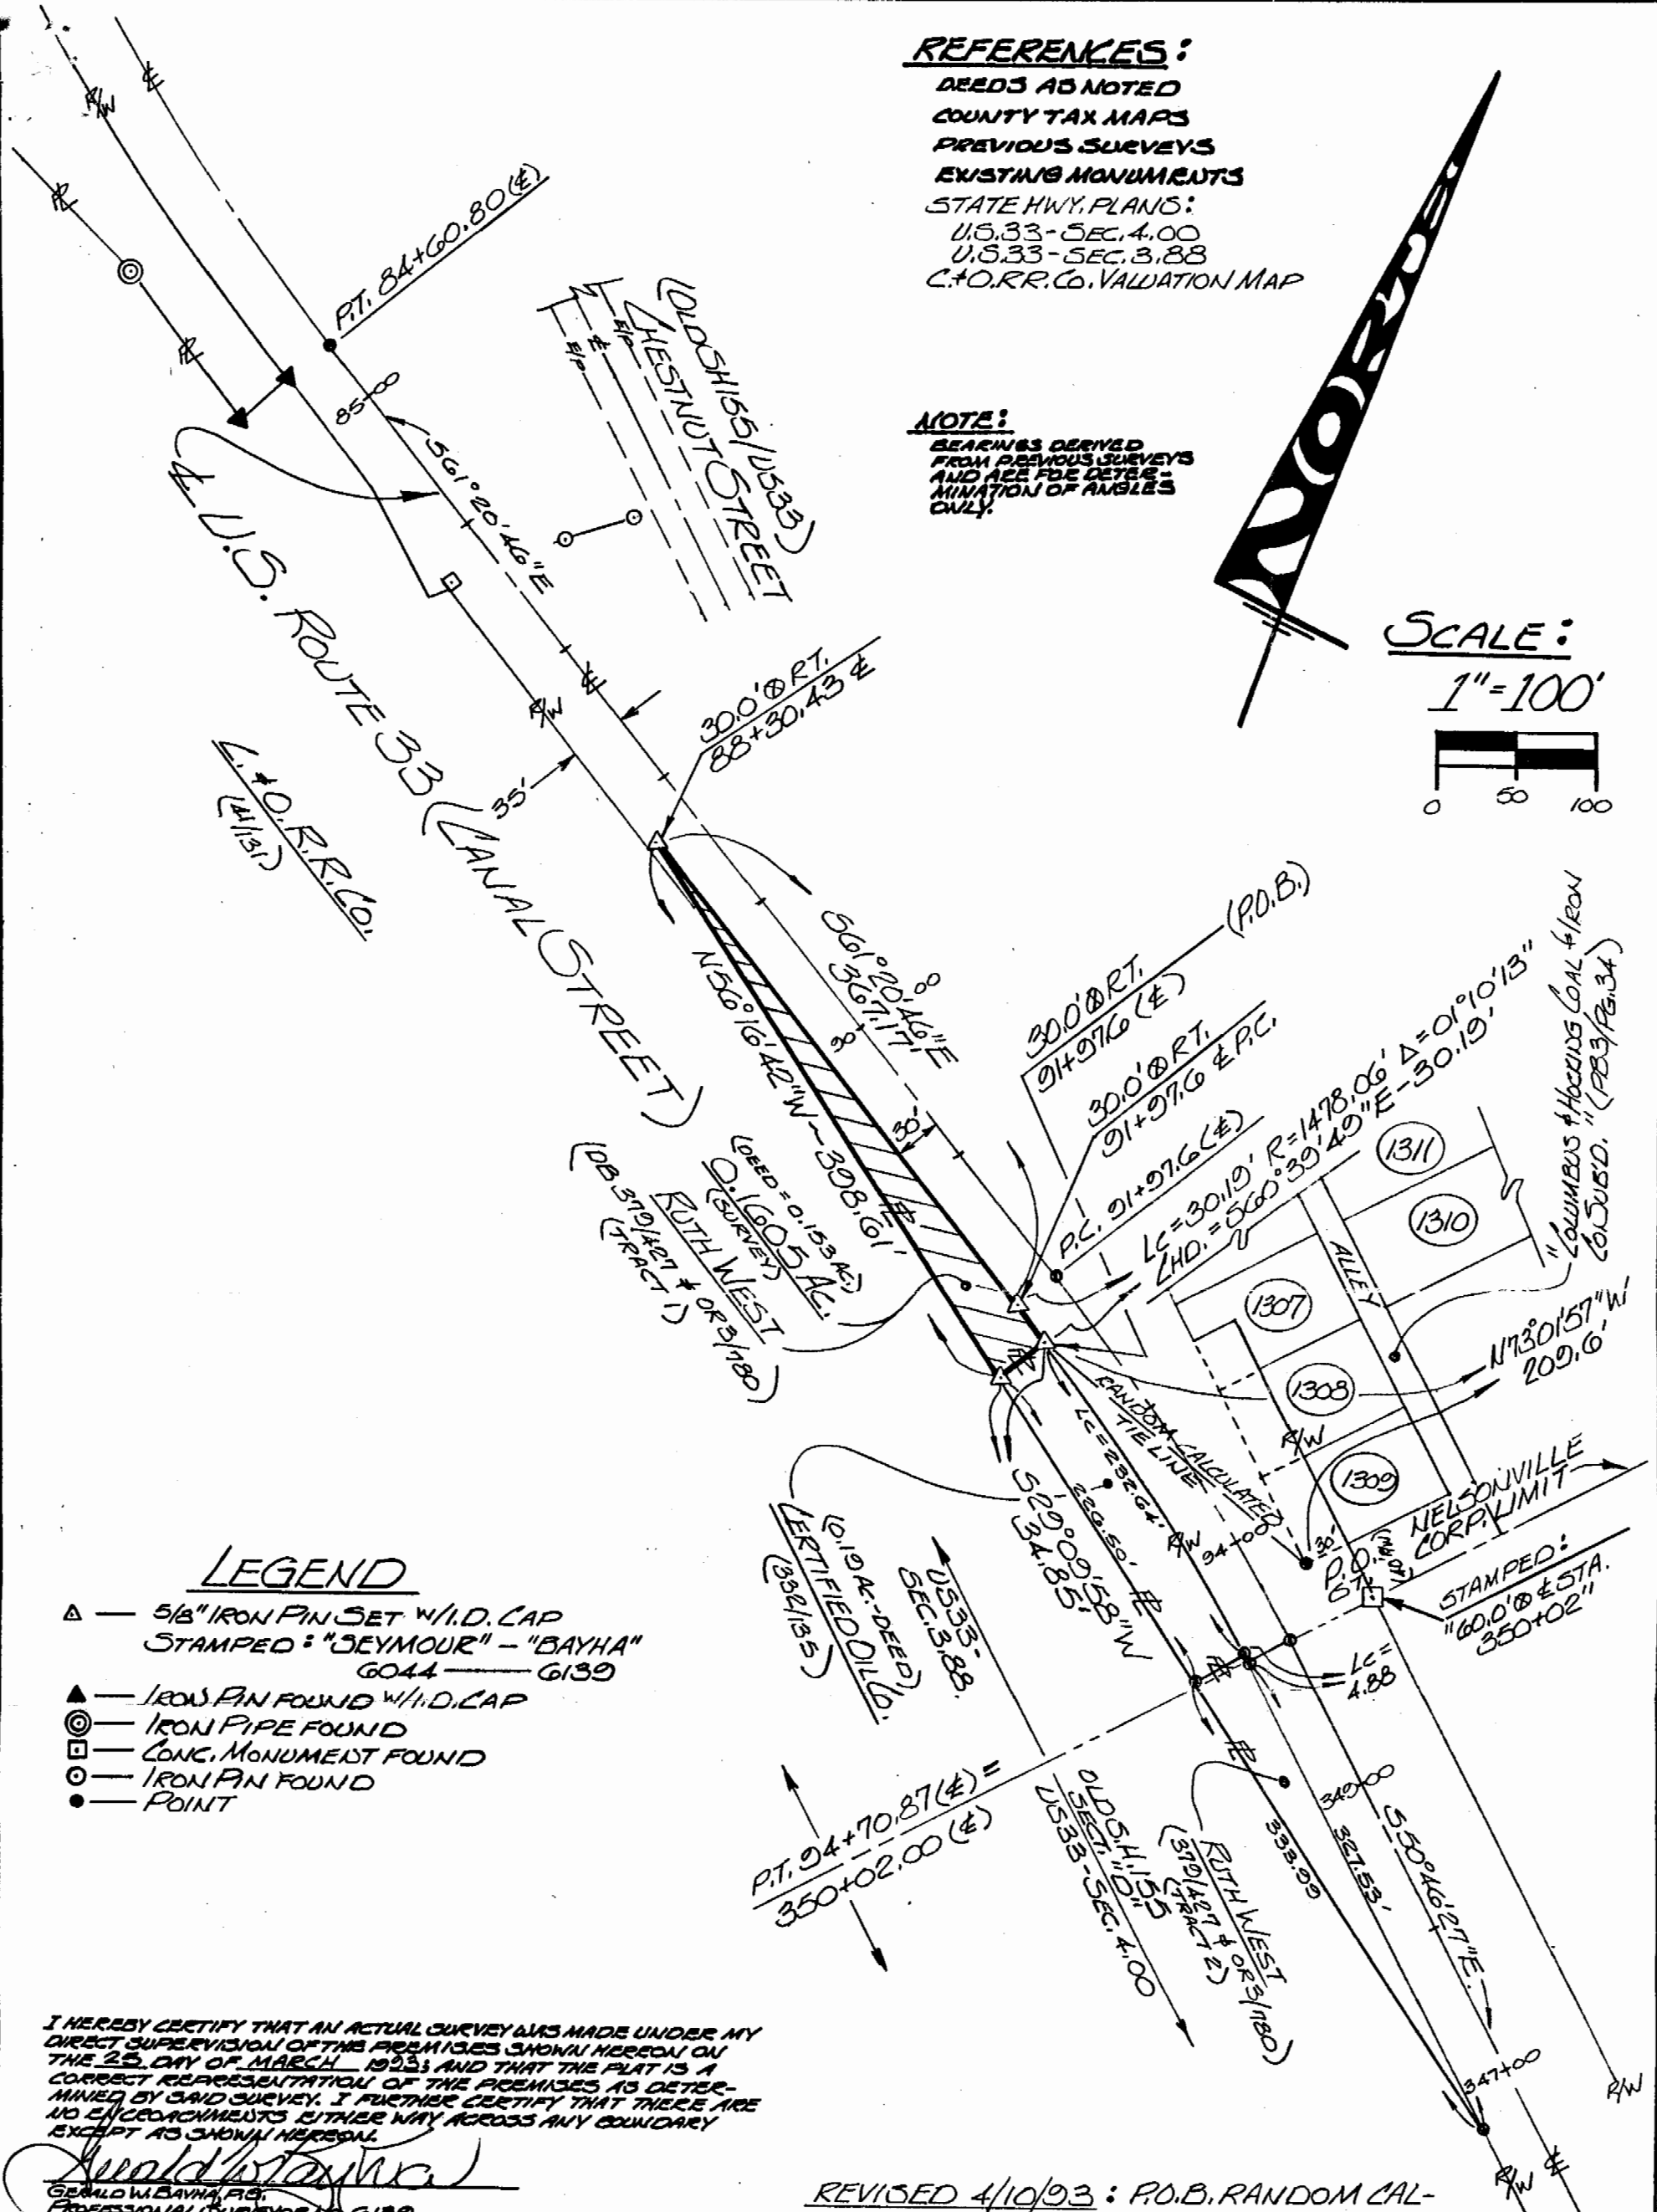 REFERENCES:
DEEDS AS NOTED
COUNTY TAX MAPS
PREVIOUS SURVEYS
EXISTING MONUMENTS
STATE HWY. PLANS:
U.S.33-SEC.4.00
U.S.33-SEC.3.88
C.+O.RR.Co. VALUATION MAP
NORTH
NOTE:
BEARINGS DERIVED
FROM PREVIOUS SURVEYS
AND ARE FOR DETER-
MINATION OF ANGLES
ONLY.
SCALE:
1"=100'
0 50 100
R/W
℄
P.T. 84+60.80(℄)
85+00
S61°20'46"E
(OLD SH155/US33)
CHESTNUT STREET
E/P
℄
E/P
℄ U.S. ROUTE 33 (CANAL STREET)
R/W
℄
35'
C.+O.R.R.Co.
30.0'@RT.
88+30.43 ℄
S61°20'46"E
367.17'
90+00
N56°16'42"W~398.61'
30'
30.0'@RT. (P.O.B.)
91+97.6 (℄)
30.0'@RT.
91+97.6 ℄ P.C.
P.C. 91+97.6(℄)
LC=30.19' R=1478.06' Δ=01°10'13"
CHD.=S60°39'49"E-30.19'
"COLUMBUS & HOCKING COAL & IRON
CO. SUB'D." (PB3/PG.34)
1311
1310
ALLEY
1307
1308
1309
N73°01'57"W
209.6'
(DEED=0.153 AC.)
0.1605 AC.
(SURVEY)
RUTH WEST
(DB.379/427 & OR3/780)
(TRACT 1)
RANDOM CALCULATED
TIE LINE
LC=232.64'
226.50'
R/W
94+00
R/W
30'
P.O.
ST.
NELSONVILLE
CORP. LIMIT
STAMPED:
"60.0'@℄STA.
350+02"
S29°09'58"W
34.85'
(0.19 AC.-DEED)
CERTIFIED OIL Co.
(332/135)
US33-
SEC.3.88.
LC=
4.88
P.T. 94+70.87(℄)=
350+02.00(℄)
OLD S.H.155
SECT. "D"
US33-SEC.4.00
RUTH WEST
(379/427 & OR3/780)
(TRACT 2)
333.99
327.53'
349+00
S50°46'27"E
347+00
R/W
R/W ℄
LEGEND
5/8" IRON PIN SET W/I.D. CAP
STAMPED: "SEYMOUR" - "BAYHA"
6044 — 6139
IRON PIN FOUND W/I.D. CAP
IRON PIPE FOUND
CONC. MONUMENT FOUND
IRON PIN FOUND
POINT
I HEREBY CERTIFY THAT AN ACTUAL SURVEY WAS MADE UNDER MY
DIRECT SUPERVISION OF THE PREMISES SHOWN HEREON ON
THE 25 DAY OF MARCH 1993; AND THAT THE PLAT IS A
CORRECT REPRESENTATION OF THE PREMISES AS DETER-
MINED BY SAID SURVEY. I FURTHER CERTIFY THAT THERE ARE
NO ENCROACHMENTS EITHER WAY ACROSS ANY BOUNDARY
EXCEPT AS SHOWN HEREON.
GERALD W. BAYHA, P.S.
PROFESSIONAL SURVEYOR No. 6139
REVISED 4/10/93: P.O.B. RANDOM CAL-